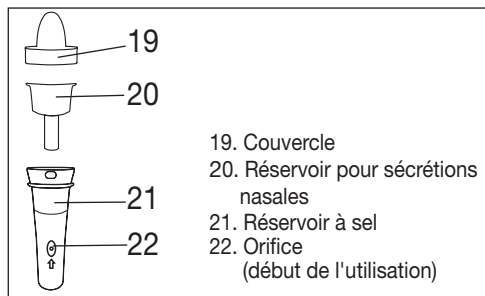 19
20
21
22
19. Couvercle
20. Réservoir pour sécrétions
nasales
21. Réservoir à sel
22. Orifice
(début de l'utilisation)